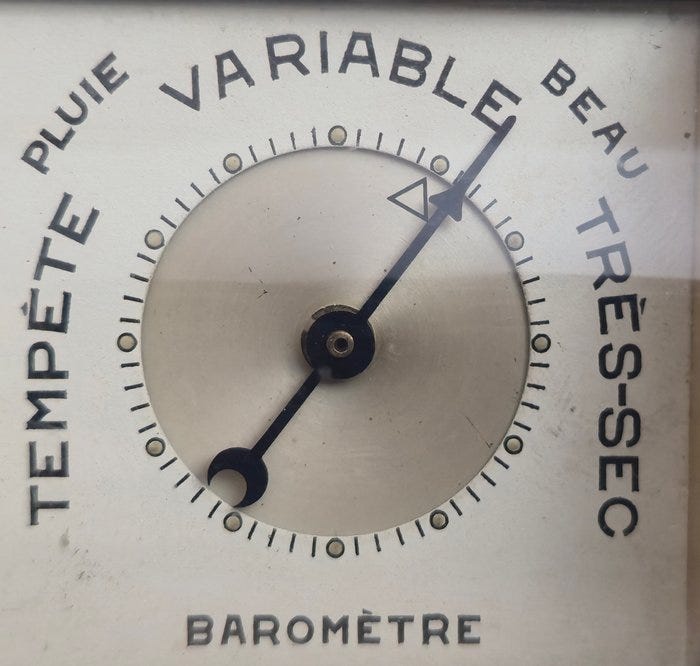 TEMPÊTE
PLUIE
VARIABLE
BEAU
TRÈS-SEC
BAROMÈTRE